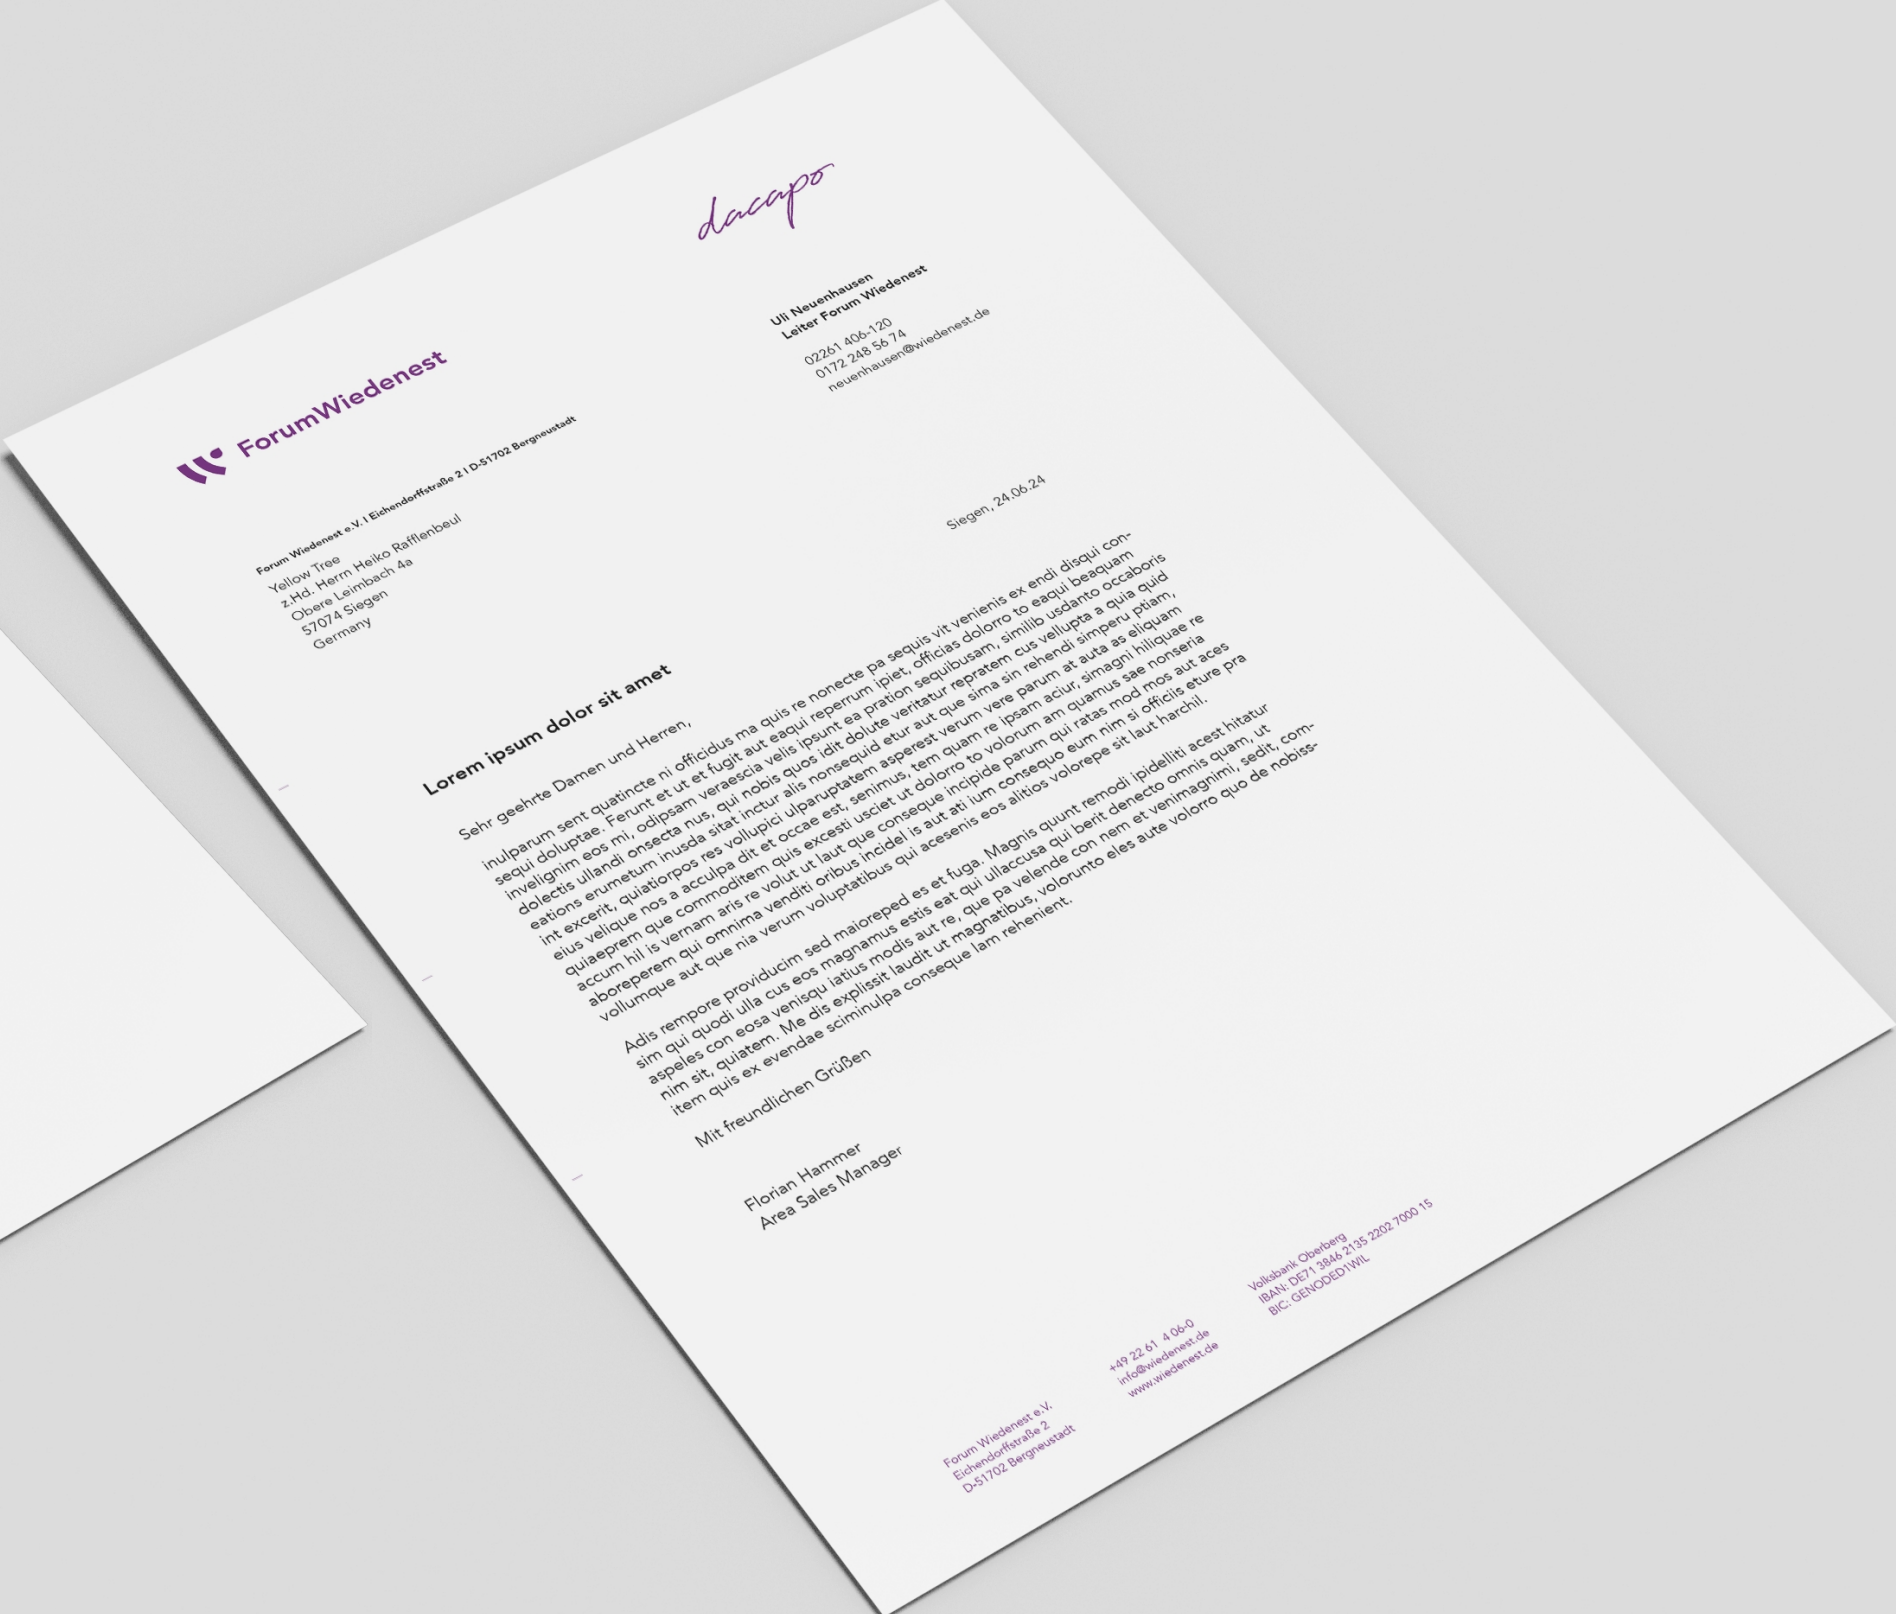 dacapo
Uli Neuenhausen
Leiter Forum Wiedenest
02261 406-120
0172 248 56 74
neuenhausen@wiedenest.de
ForumWiedenest
Forum Wiedenest e.V. I Eichendorffstraße 2 I D-51702 Bergneustadt
Yellow Tree
z.Hd. Herrn Heiko Rafflenbeul
Obere Leimbach 4a
57074 Siegen
Germany
Siegen, 24.06.24
Lorem ipsum dolor sit amet
Sehr geehrte Damen und Herren,
inulparum sent quatincte ni officidus ma quis re nonecte pa sequis vit venienis ex endi disqui con-
sequi doluptae. Ferunt et ut et fugit aut eaqui reperrum ipiet, officias dolorro to eaqui beaquam
invelignim eos mi, odipsam veraescia velis ipsunt ea pration sequibusam, similib usdanto occaboris
dolectis ullandi onsecta nus, qui nobis quos idit dolute veritatur repratem cus vellupta a quia quid
eations erumetum inusda sitat inctur alis nonsequid etur aut que sima sin rehendi simperu ptiam,
int excerit, quiatiorpos res vollupici ulparuptatem asperest verum vere parum at auta as eliquam
eius velique nos a acculpa dit et occae est, senimus, tem quam re ipsam aciur, simagni hiliquae re
quiaeprem que commoditem quis excesti usciet ut dolorro to volorum am quamus sae nonseria
accum hil is vernam aris re volut ut laut que conseque incipide parum qui ratas mod mos aut aces
aboreperem qui omnima venditi oribus incidel is aut ati ium consequo eum nim si officiis eture pra
vollumque aut que nia verum voluptatibus qui acesenis eos alitios volorepe sit laut harchil.
Adis rempore providucim sed maioreped es et fuga. Magnis quunt remodi ipidelliti acest hitatur
sim qui quodi ulla cus eos magnamus estis eat qui ullaccusa qui berit denecto omnis quam, ut
aspeles con eosa venisqu iatius modis aut re, que pa velende con nem et venimagnimi, sedit, com-
nim sit, quiatem. Me dis explissit laudit ut magnatibus, volorunto eles aute volorro quo de nobiss-
item quis ex evendae sciminulpa conseque lam rehenient.
Mit freundlichen Grüßen
Florian Hammer
Area Sales Manager
Forum Wiedenest e.V.
Eichendorffstraße 2
D-51702 Bergneustadt
+49 22 61 4 06-0
info@wiedenest.de
www.wiedenest.de
Volksbank Oberberg
IBAN: DE71 3846 2135 2202 7000 15
BIC: GENODED1WIL